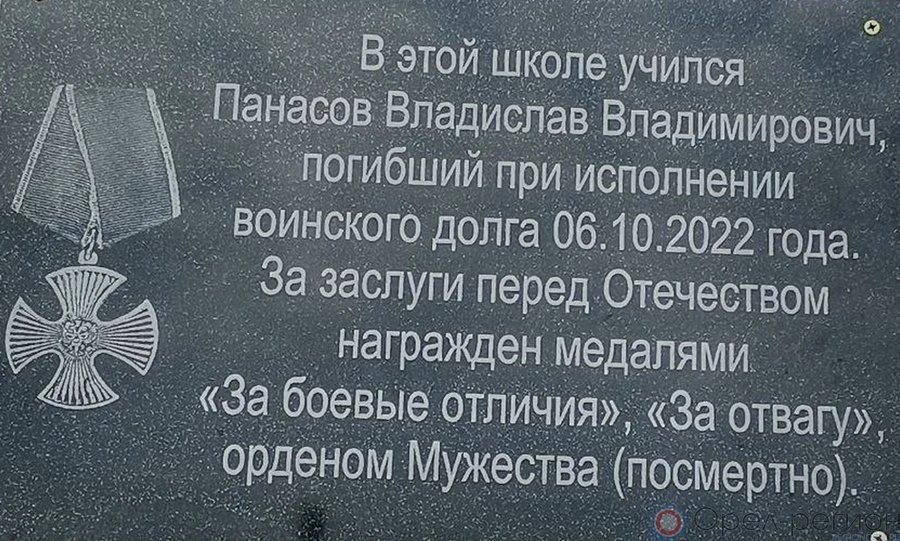 В этой школе учился
Панасов Владислав Владимирович,
погибший при исполнении
воинского долга 06.10.2022 года.
За заслуги перед Отечеством
награжден медалями
«За боевые отличия», «За отвагу»,
орденом Мужества (посмертно).
Орел-регион